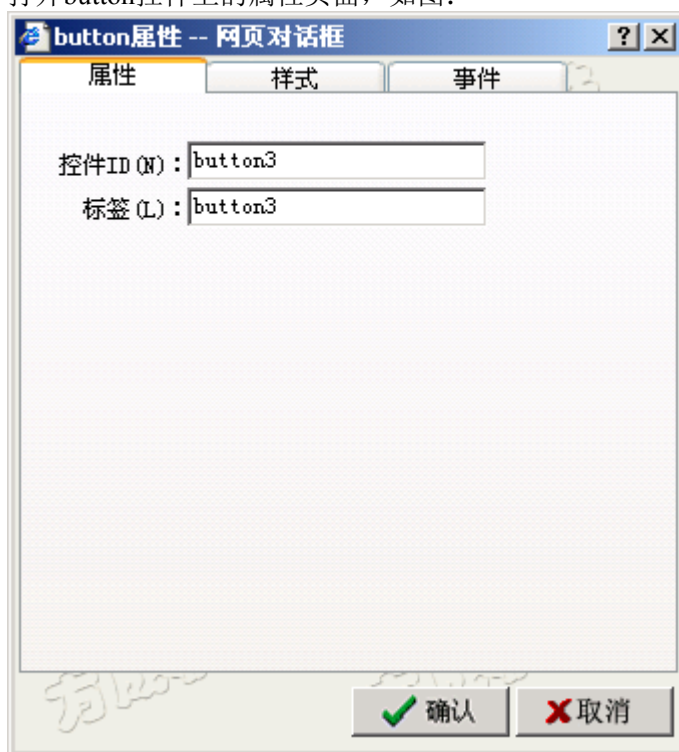 打开button控件上的属性页面，如图：
button属性 -- 网页对话框
属性 样式 事件
控件ID(N)：button3
标签(L)：button3
确认 取消